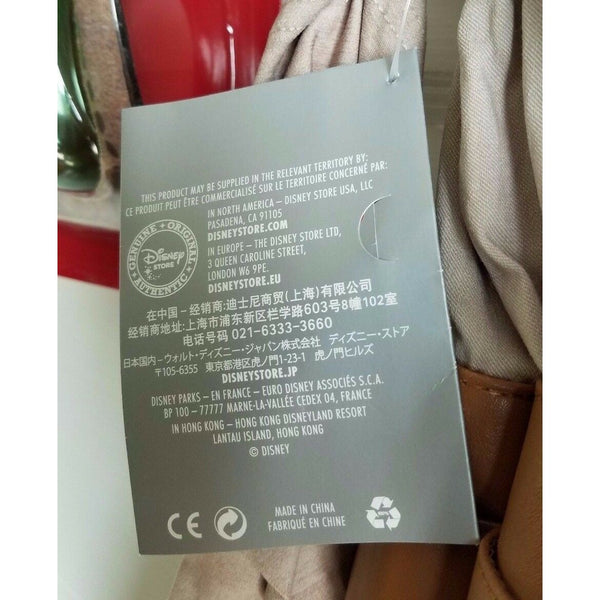 THIS PRODUCT MAY BE SUPPLIED IN THE RELEVANT TERRITORY BY:
CE PRODUIT PEUT ÊTRE COMMERCIALISÉ SUR LE TERRITOIRE CONCERNÉ PAR:
GENUINE • ORIGINAL • AUTHENTIC •
Disney
STORE
IN NORTH AMERICA – DISNEY STORE USA, LLC
PASADENA, CA 91105
DISNEYSTORE.COM
IN EUROPE – THE DISNEY STORE LTD,
3 QUEEN CAROLINE STREET,
LONDON W6 9PE.
DISNEYSTORE.EU
在中国 - 经销商: 迪士尼商贸(上海)有限公司
经销商地址: 上海市浦东新区栏学路603号8幢102室
电话号码 021-6333-3660
日本国内 – ウォルト・ディズニー・ジャパン株式会社 ディズニー・ストア
〒105-6355 東京都港区虎ノ門1-23-1 虎ノ門ヒルズ
DISNEYSTORE.JP
DISNEY PARKS – EN FRANCE – EURO DISNEY ASSOCIÉS S.C.A.
BP 100 – 77777 MARNE-LA-VALLÉE CEDEX 04, FRANCE
IN HONG KONG – HONG KONG DISNEYLAND RESORT
LANTAU ISLAND, HONG KONG
© DISNEY
CE
MADE IN CHINA
FABRIQUÉ EN CHINE